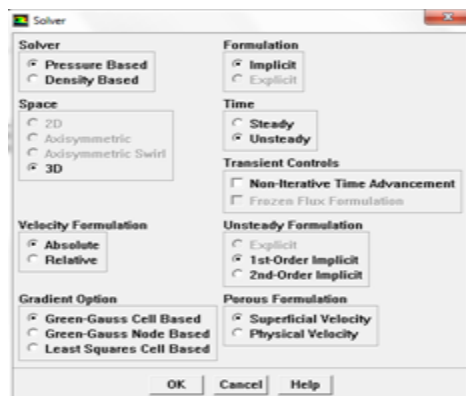 Solver
Solver
Pressure Based
Density Based
Formulation
Implicit
Explicit
Space
2D
Axisymmetric
Axisymmetric Swirl
3D
Time
Steady
Unsteady
Transient Controls
Non-Iterative Time Advancement
Frozen Flux Formulation
Velocity Formulation
Absolute
Relative
Unsteady Formulation
Explicit
1st-Order Implicit
2nd-Order Implicit
Gradient Option
Green-Gauss Cell Based
Green-Gauss Node Based
Least Squares Cell Based
Porous Formulation
Superficial Velocity
Physical Velocity
OK Cancel Help